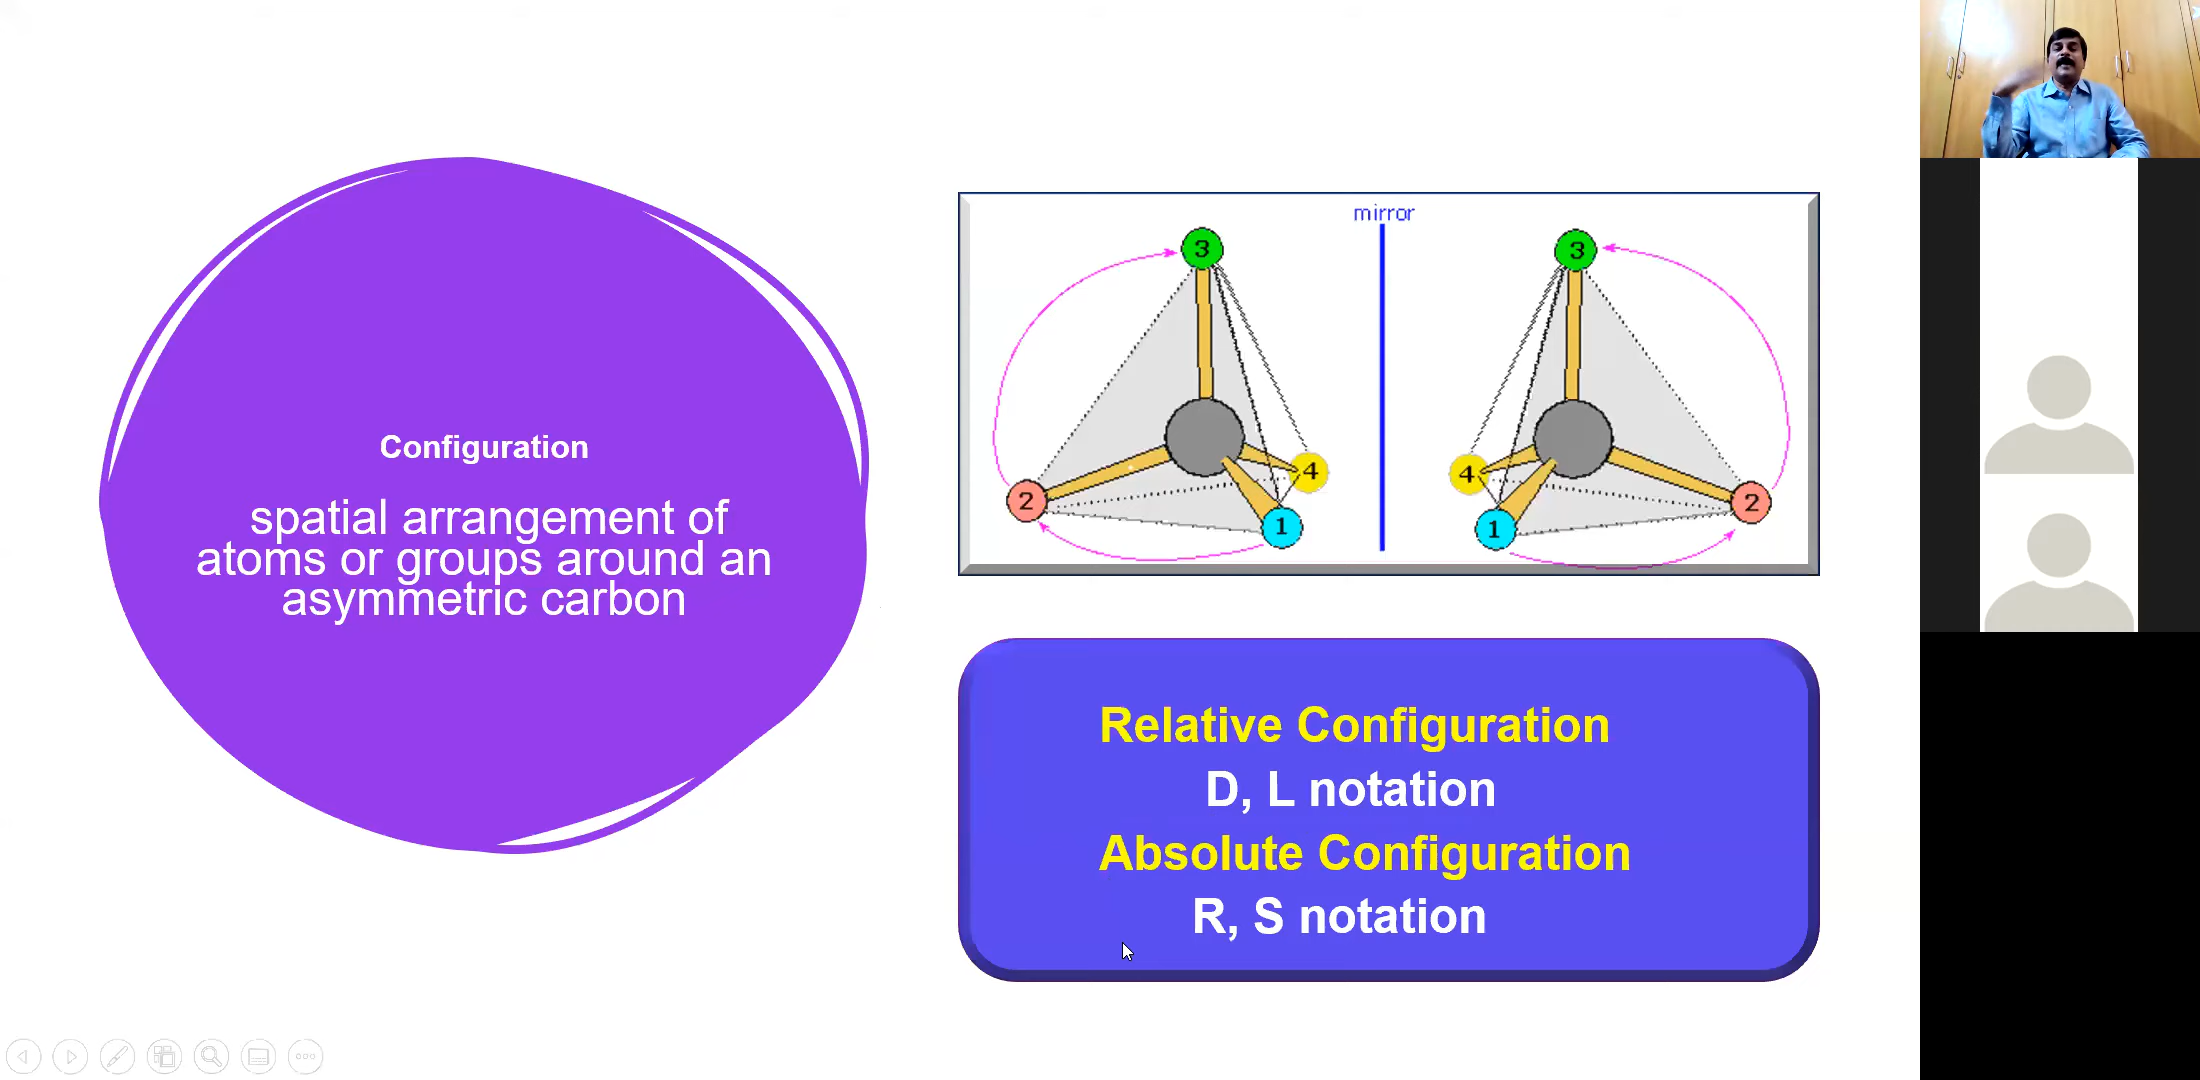 Configuration
spatial arrangement of
atoms or groups around an
asymmetric carbon
mirror
3
3
4
4
2
2
1
1
Relative Configuration
D, L notation
Absolute Configuration
R, S notation